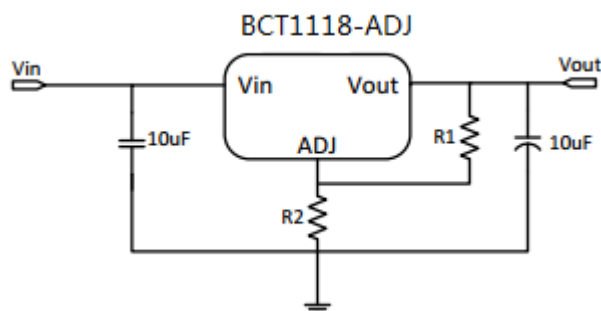 BCT1118-ADJ
Vin
Vout
Vin
Vout
10uF
ADJ
R1
10uF
R2